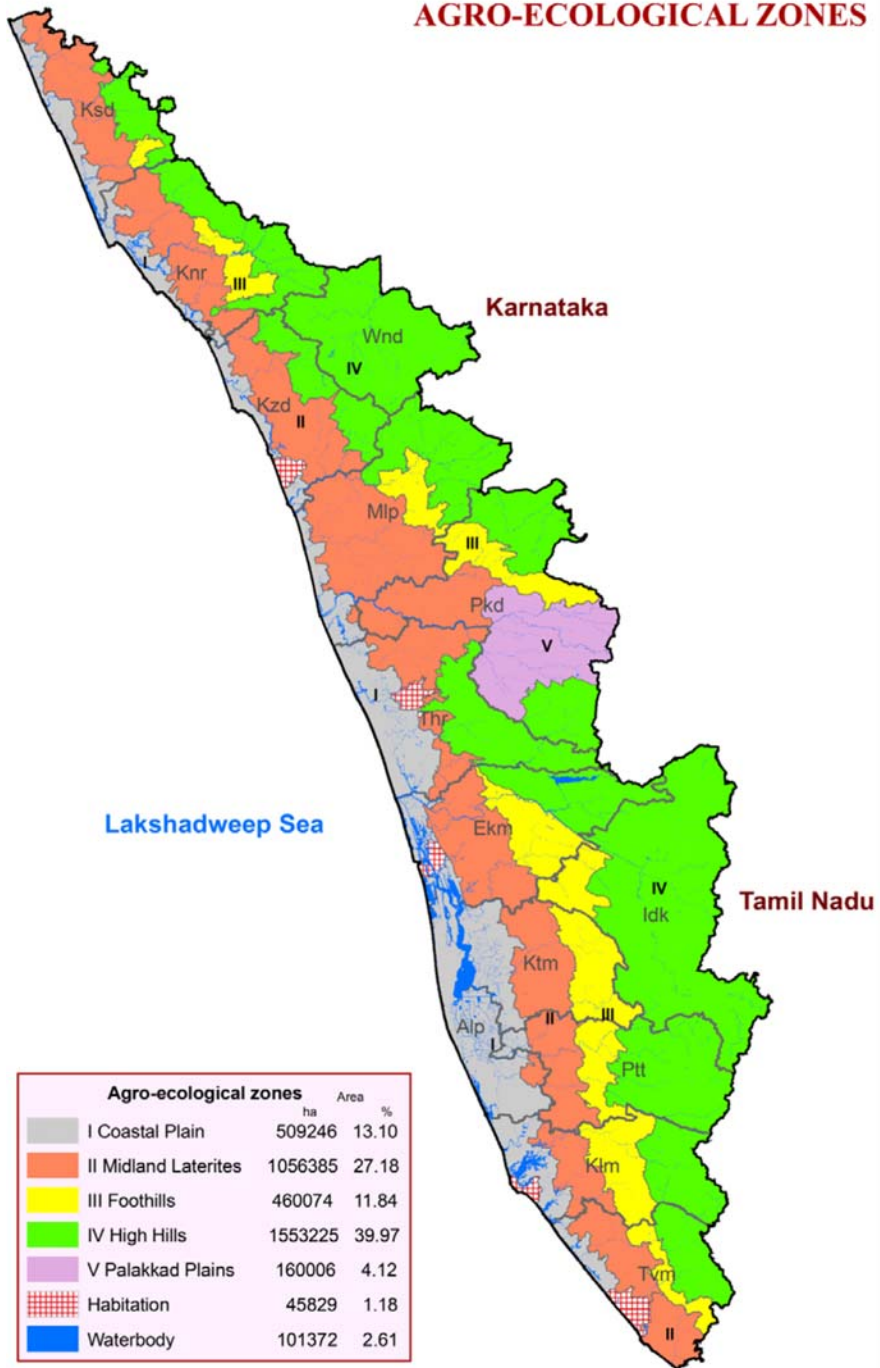 AGRO-ECOLOGICAL ZONES
Ksd
I
Knr
III
Karnataka
Wnd
IV
Kzd
II
Mlp
III
Pkd
V
I
Thr
Lakshadweep Sea
Ekm
IV
Idk
Tamil Nadu
Ktm
II
III
Alp
I
Ptt
Klm
Tvm
II
Agro-ecological zones Area
ha %
I Coastal Plain 509246 13.10
II Midland Laterites 1056385 27.18
III Foothills 460074 11.84
IV High Hills 1553225 39.97
V Palakkad Plains 160006 4.12
Habitation 45829 1.18
Waterbody 101372 2.61